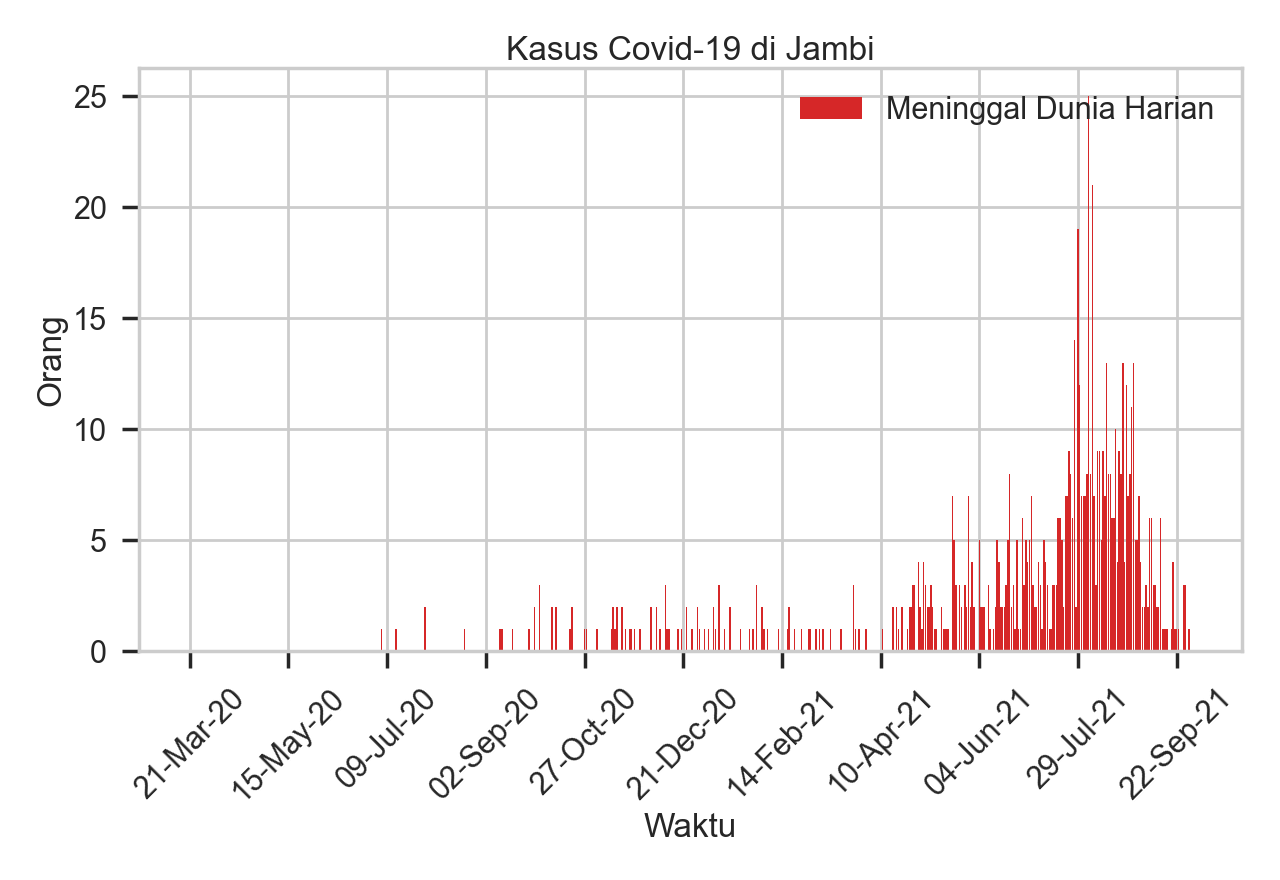 Kasus Covid-19 di Jambi
Meninggal Dunia Harian
Orang
25
20
15
10
5
0
21-Mar-20
15-May-20
09-Jul-20
02-Sep-20
27-Oct-20
21-Dec-20
14-Feb-21
10-Apr-21
04-Jun-21
29-Jul-21
22-Sep-21
Waktu